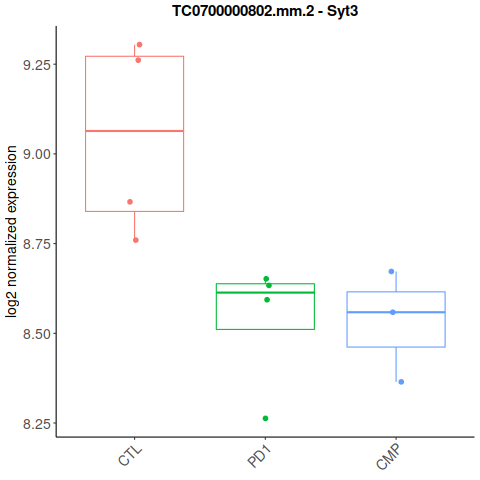 TC0700000802.mm.2 - Syt3
log2 normalized expression
9.25
9.00
8.75
8.50
8.25
CTL
PD1
CMP